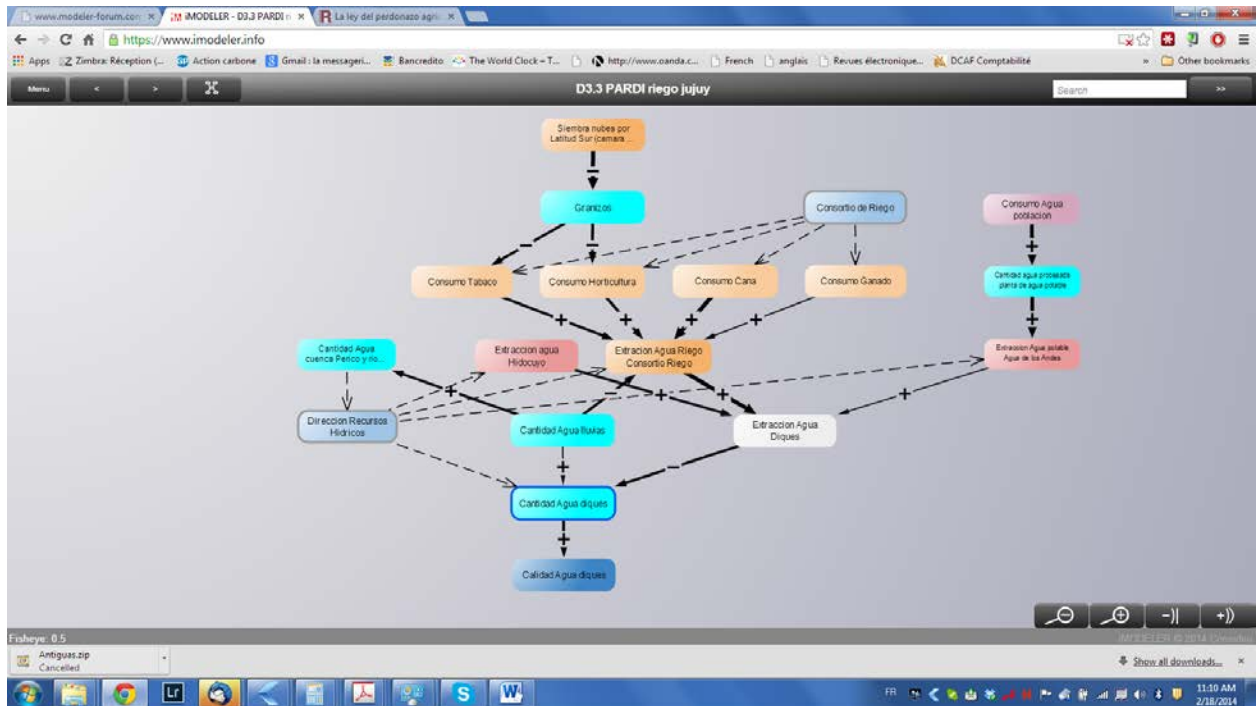 www.modeler-forum.com
iMODELER - D3.3 PARDI r
La ley del perdonazo agri
https://www.imodeler.info
Apps
Zimbra: Réception (...
Action carbone
Gmail : la messageri...
Bancredito
The World Clock – T...
http://www.oanda.c...
French
anglais
Revues électronique...
DCAF Comptabilité
»
Other bookmarks
Menu
<
>
D3.3 PARDI riego jujuy
Search
>>
Siembra nubes por
Latitud Sur (camara ...
Granizos
Consortio de Riego
Consumo Agua
poblacion
Consumo Tabaco
Consumo Horticultura
Consumo Cana
Consumo Ganado
Cantidad agua procesada
planta de agua potable
Cantidad Agua
cuenca Perico y rio...
Extraccion agua
Hidocuyo
Extracion Agua Riego
Consortio Riego
Extraccion Agua potable
Agua de los Andes
Direccion Recursos
Hidricos
Cantidad Agua lluvias
Extraccion Agua
Diques
Cantidad Agua diques
Calidad Agua diques
Fisheye: 0.5
iMODELER © 2014
Antiguas.zip
Cancelled
Show all downloads...
FR
11:10 AM
2/18/2014